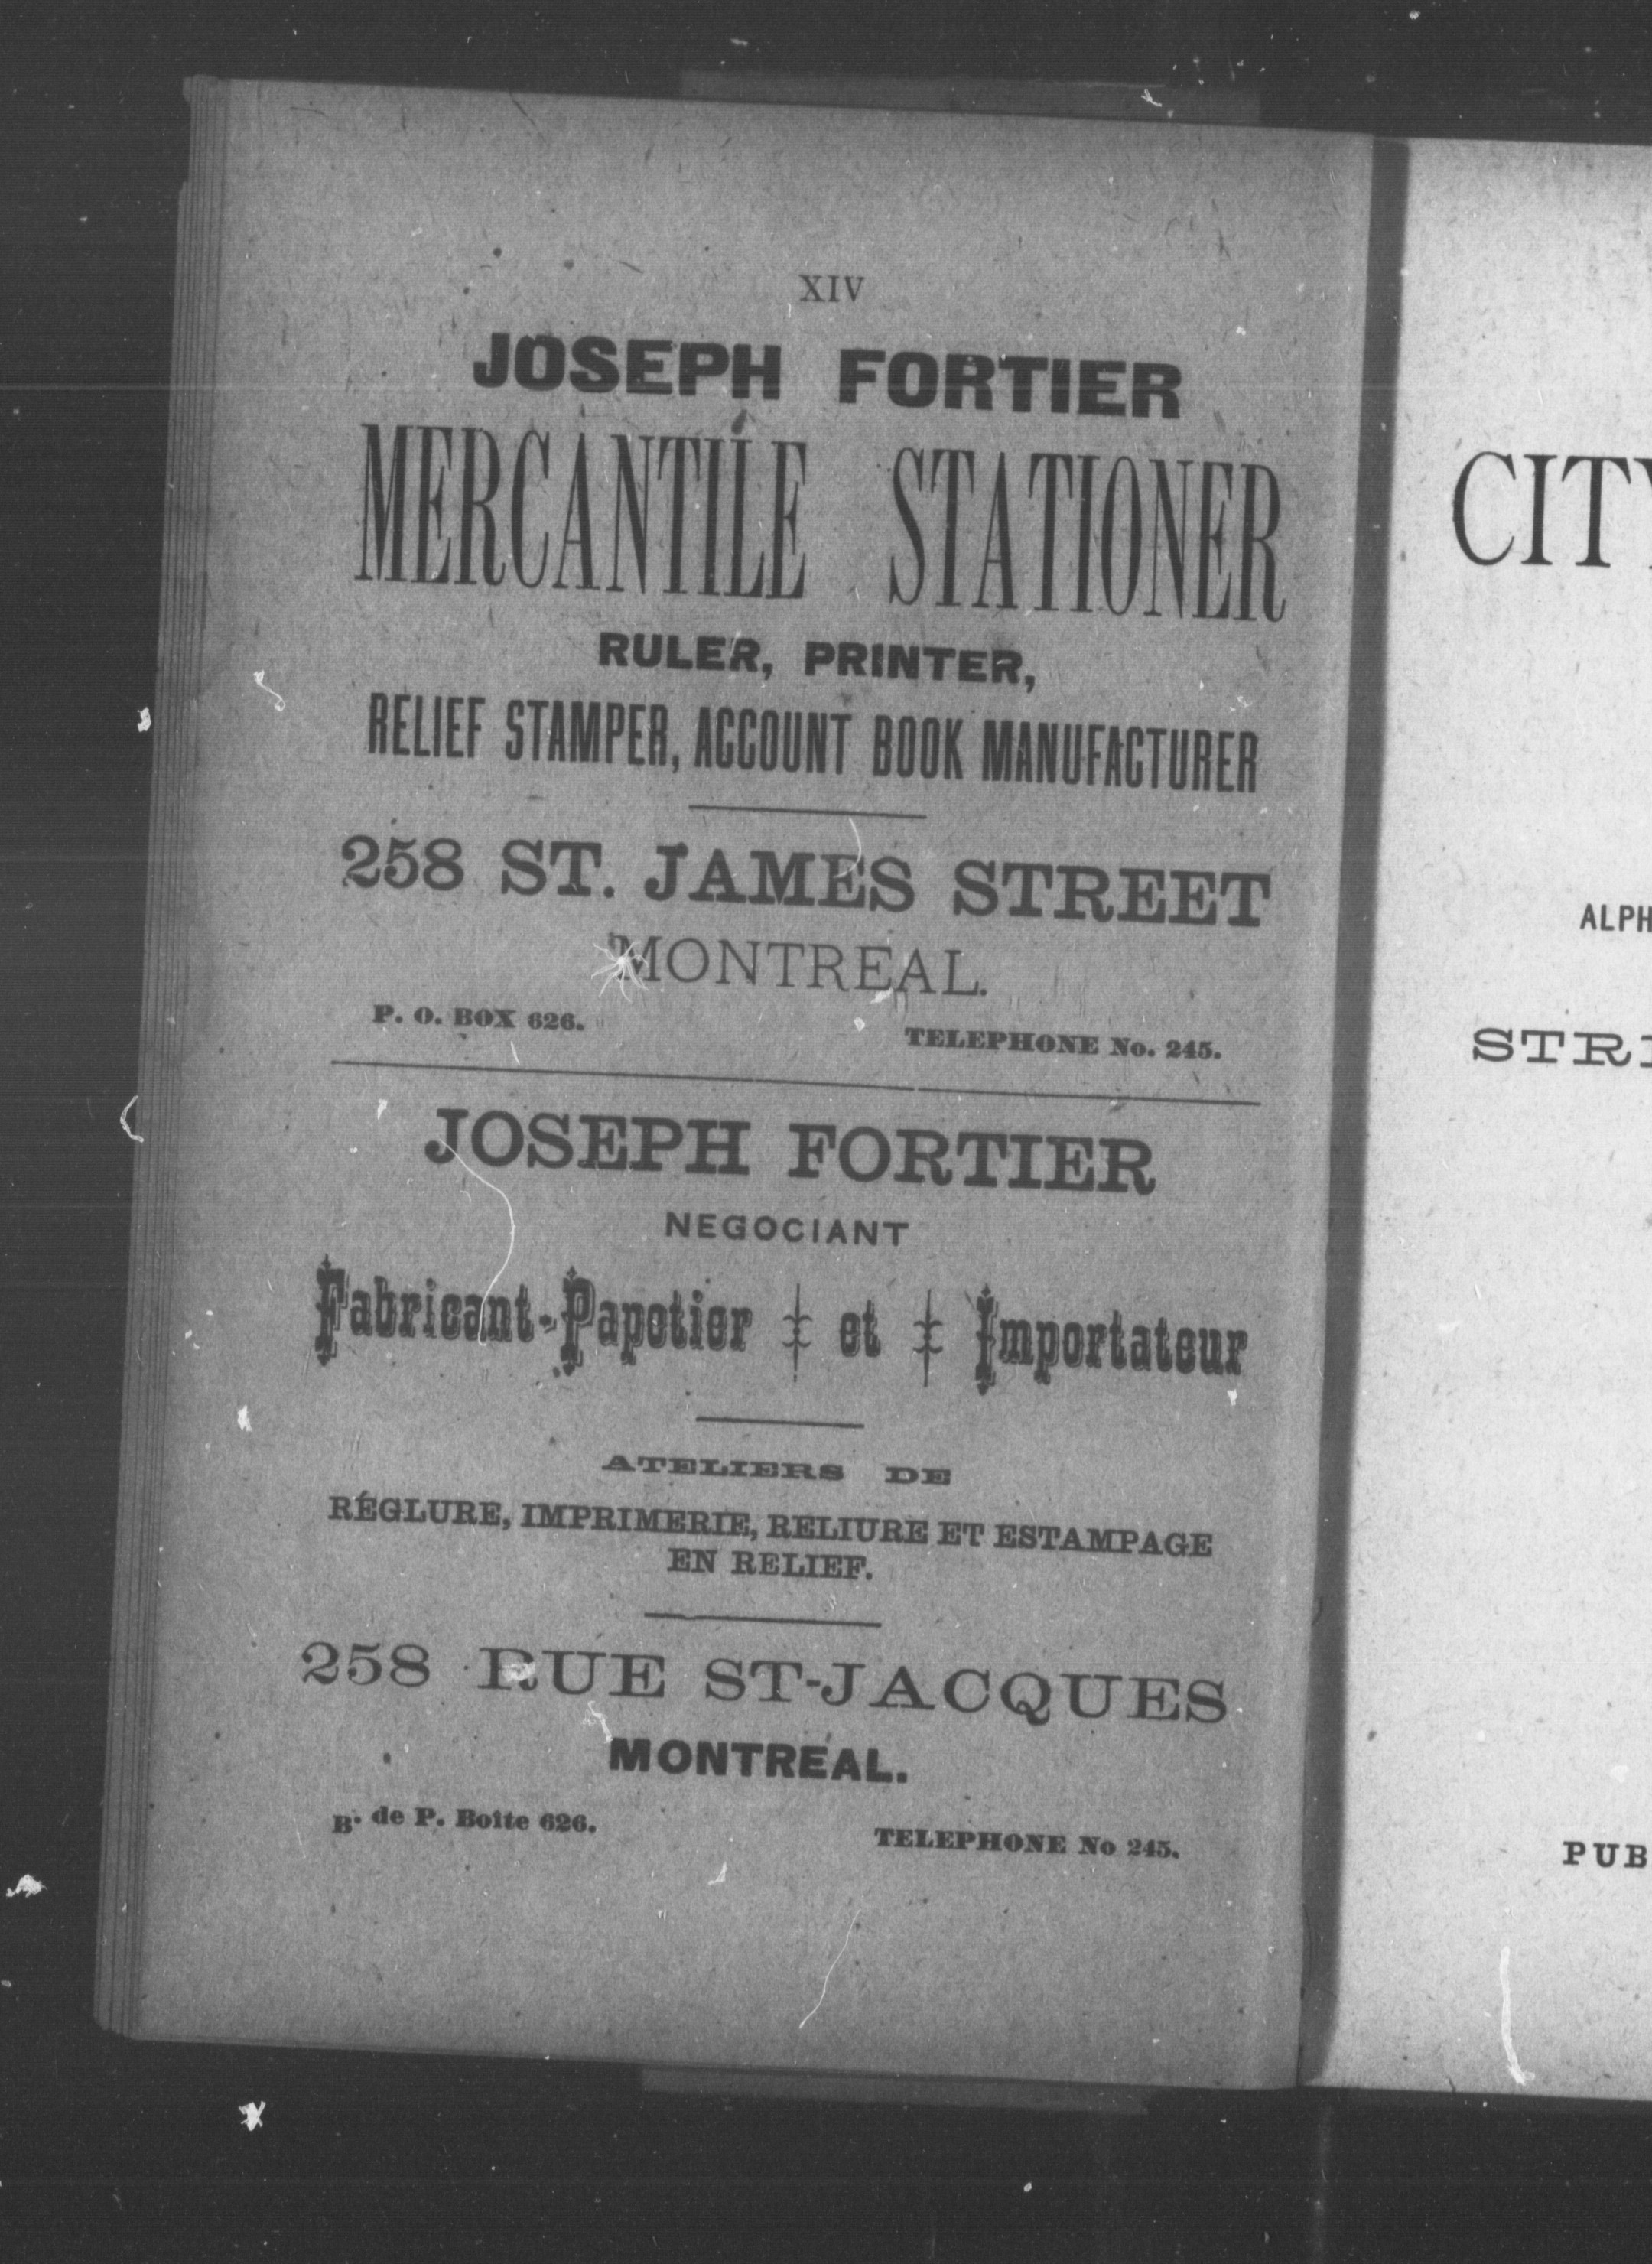 XIV
JOSEPH FORTIER
MERCANTILE STATIONER
RULER, PRINTER,
RELIEF STAMPER, ACCOUNT BOOK MANUFACTURER
258 ST. JAMES STREET
MONTREAL.
P. O. BOX 626.
TELEPHONE No. 245.
JOSEPH FORTIER
NEGOCIANT
Fabricant-Papetier et Importateur
ATELIERS DE
RÉGLURE, IMPRIMERIE, RELIURE ET ESTAMPAGE
EN RELIEF.
258 RUE ST-JACQUES
MONTREAL.
B. de P. Boite 626.
TELEPHONE No 245.
CIT
ALPH
STR
PUB